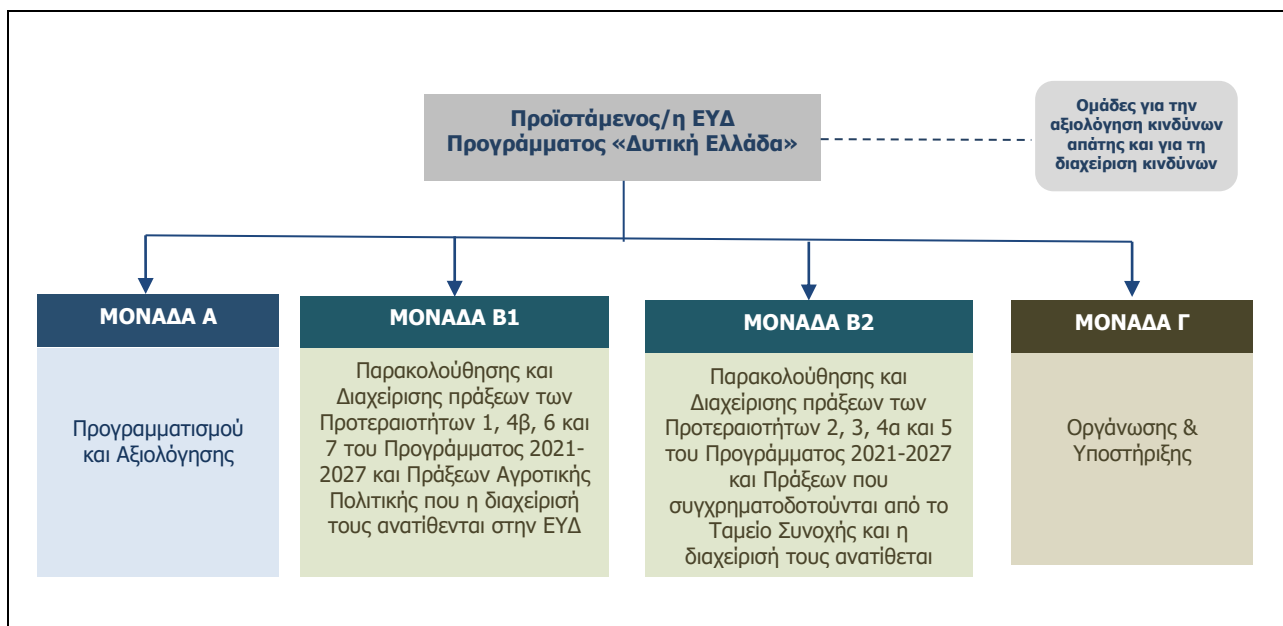 Προϊστάμενος/η ΕΥΔ
Προγράμματος «Δυτική Ελλάδα»
Ομάδες για την
αξιολόγηση κινδύνων
απάτης και για τη
διαχείριση κινδύνων
ΜΟΝΑΔΑ Α
Προγραμματισμού
και Αξιολόγησης
ΜΟΝΑΔΑ Β1
Παρακολούθησης και
Διαχείρισης πράξεων των
Προτεραιοτήτων 1, 4β, 6 και
7 του Προγράμματος 2021-
2027 και Πράξεων Αγροτικής
Πολιτικής που η διαχείρισή
τους ανατίθενται στην ΕΥΔ
ΜΟΝΑΔΑ Β2
Παρακολούθησης και
Διαχείρισης πράξεων των
Προτεραιοτήτων 2, 3, 4α και 5
του Προγράμματος 2021-2027
και Πράξεων που
συγχρηματοδοτούνται από το
Ταμείο Συνοχής και η
διαχείρισή τους ανατίθεται
ΜΟΝΑΔΑ Γ
Οργάνωσης &
Υποστήριξης